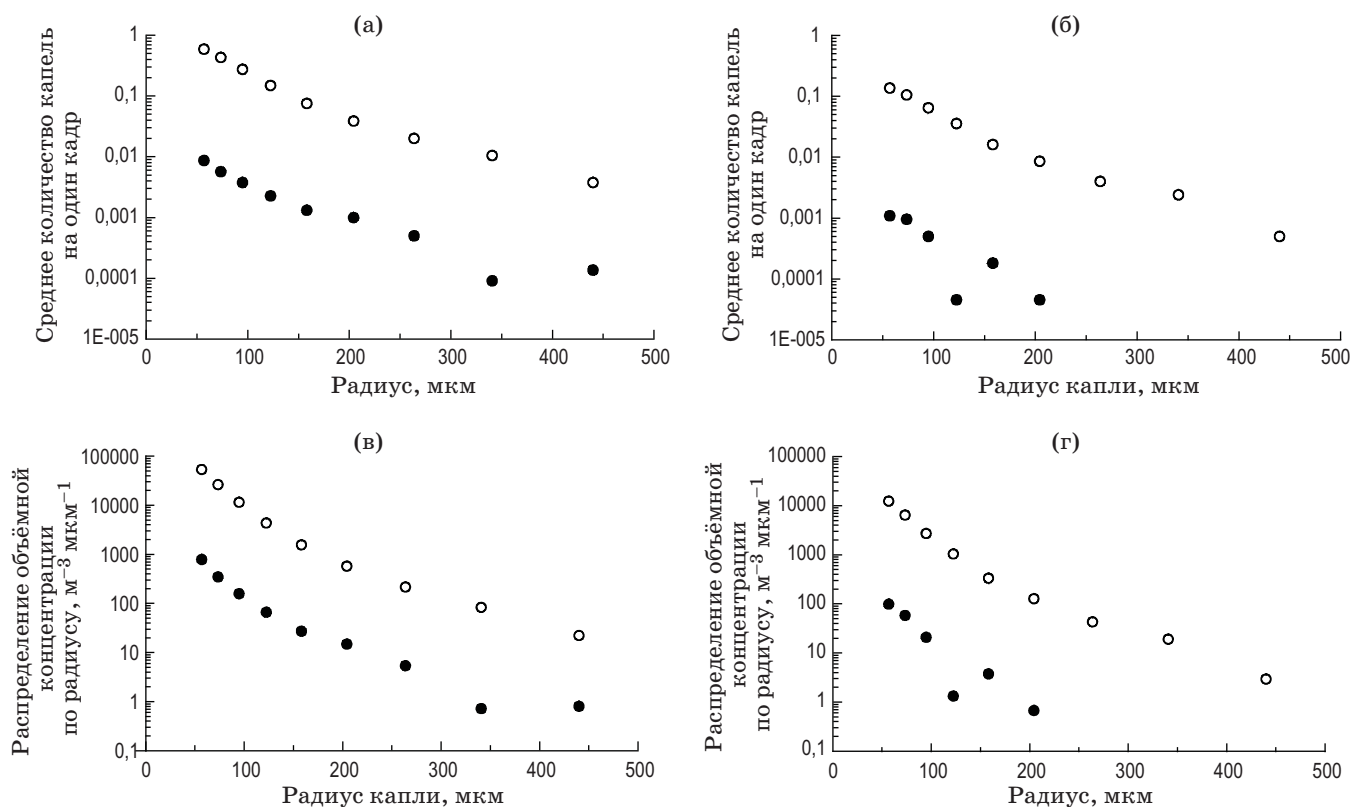 (а)
Среднее количество капель
на один кадр
1
0,1
0,01
0,001
0,0001
1E-005
0 100 200 300 400 500
Радиус, мкм
(б)
Среднее количество капель
на один кадр
1
0,1
0,01
0,001
0,0001
1E-005
0 100 200 300 400 500
Радиус капли, мкм
(в)
Распределение объёмной
концентрации
по радиусу, м⁻³ мкм⁻¹
100000
10000
1000
100
10
1
0,1
0 100 200 300 400 500
Радиус капли, мкм
(г)
Распределение объёмной
концентрации
по радиусу, м⁻³ мкм⁻¹
100000
10000
1000
100
10
1
0,1
0 100 200 300 400 500
Радиус, мкм